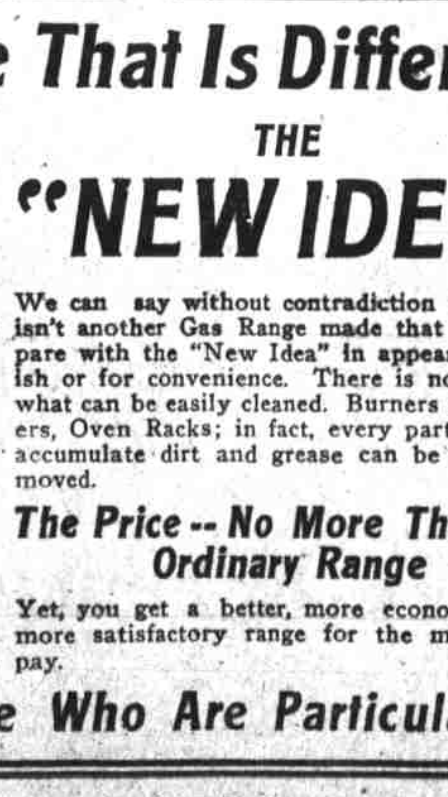 e That Is Differ
THE
"NEW IDE
We can say without contradiction
isn't another Gas Range made that
pare with the "New Idea" in appea
ish or for convenience. There is no
what can be easily cleaned. Burners
ers, Oven Racks; in fact, every part
accumulate dirt and grease can be
moved.
The Price -- No More Th
Ordinary Range
Yet, you get a better, more econo
more satisfactory range for the m
pay.
e Who Are Particul